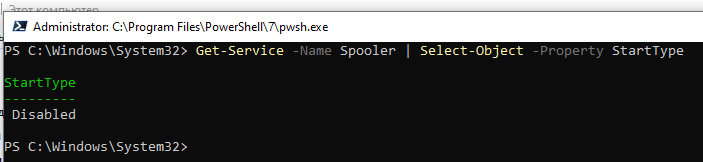 Этот компьютер
Administrator: C:\Program Files\PowerShell\7\pwsh.exe
PS C:\Windows\System32> Get-Service -Name Spooler | Select-Object -Property StartType
StartType
---------
Disabled
PS C:\Windows\System32>